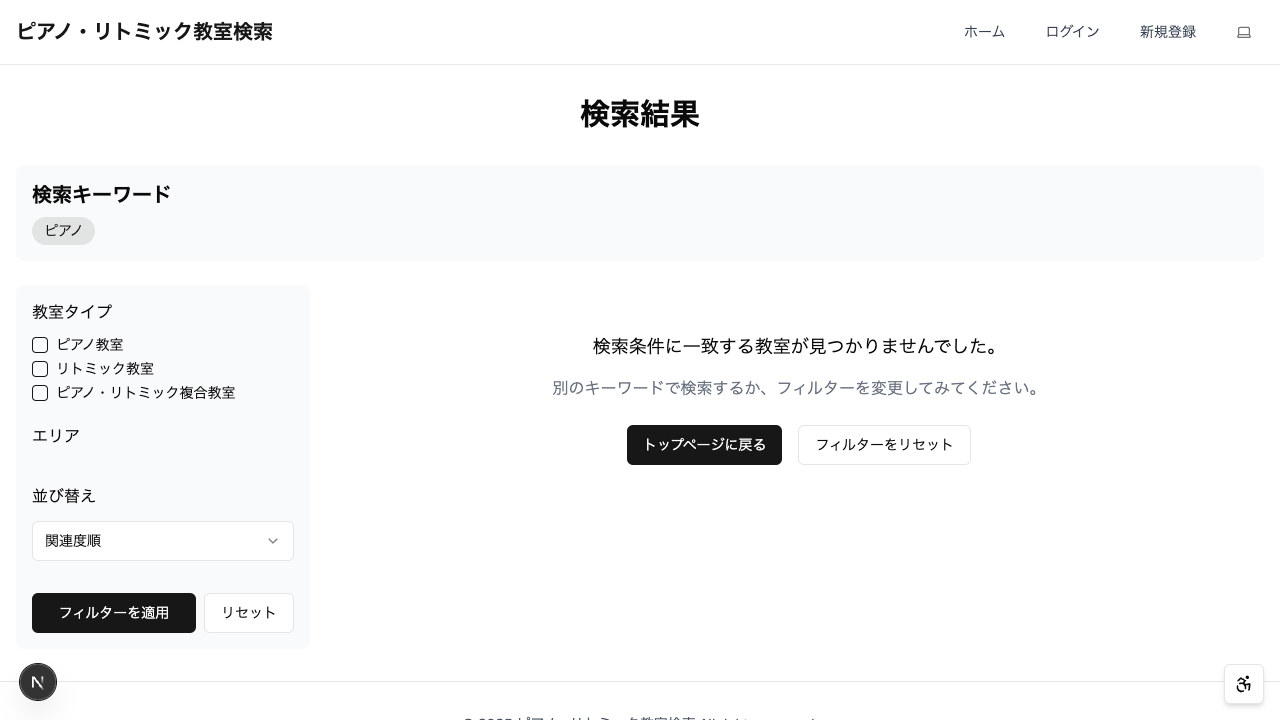 ピアノ・リトミック教室検索
ホーム
ログイン
新規登録
検索結果
検索キーワード
ピアノ
教室タイプ
ピアノ教室
リトミック教室
ピアノ・リトミック複合教室
エリア
並び替え
関連度順
フィルターを適用
リセット
検索条件に一致する教室が見つかりませんでした。
別のキーワードで検索するか、フィルターを変更してみてください。
トップページに戻る
フィルターをリセット
N